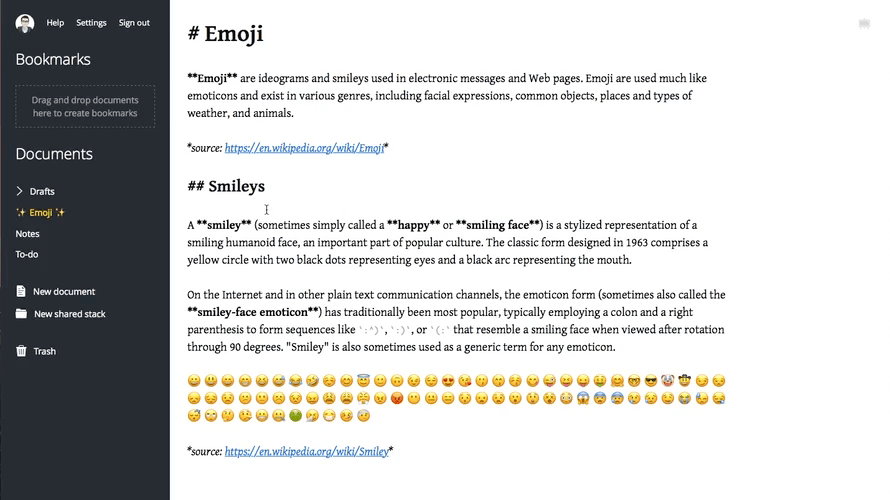 Help Settings Sign out
Bookmarks
Drag and drop documents
here to create bookmarks
Documents
Drafts
✨ Emoji ✨
Notes
To-do
New document
New shared stack
Trash
# Emoji
**Emoji** are ideograms and smileys used in electronic messages and Web pages. Emoji are used much like
emoticons and exist in various genres, including facial expressions, common objects, places and types of
weather, and animals.
*source: https://en.wikipedia.org/wiki/Emoji*
## Smileys
A **smiley** (sometimes simply called a **happy** or **smiling face**) is a stylized representation of a
smiling humanoid face, an important part of popular culture. The classic form designed in 1963 comprises a
yellow circle with two black dots representing eyes and a black arc representing the mouth.
On the Internet and in other plain text communication channels, the emoticon form (sometimes also called the
**smiley-face emoticon**) has traditionally been most popular, typically employing a colon and a right
parenthesis to form sequences like `:^)`, `:)`, or `(:` that resemble a smiling face when viewed after rotation
through 90 degrees. "Smiley" is also sometimes used as a generic term for any emoticon.
*source: https://en.wikipedia.org/wiki/Smiley*